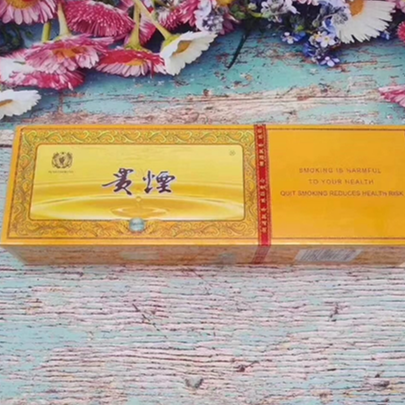 貴煙
SMOKING IS HARMFUL
TO YOUR HEALTH
QUIT SMOKING REDUCES HEALTH RISK